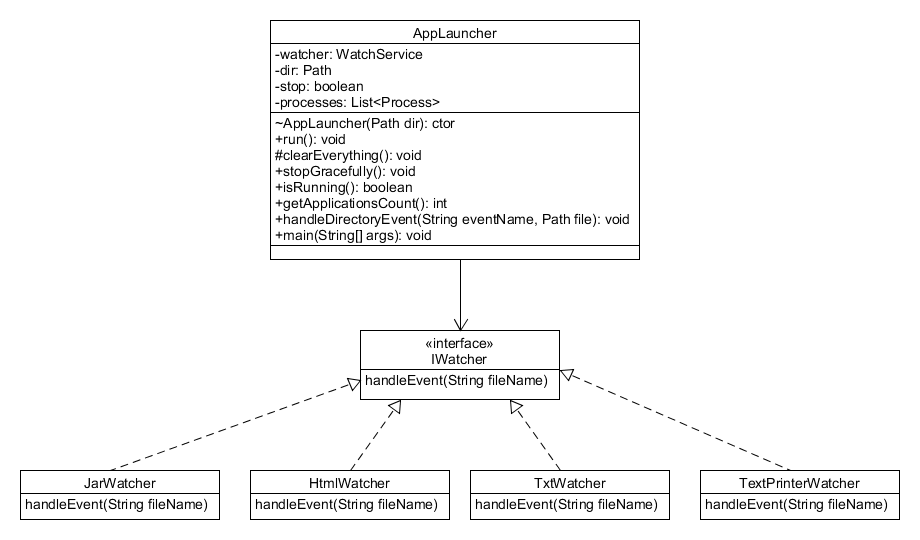 AppLauncher
-watcher: WatchService
-dir: Path
-stop: boolean
-processes: List<Process>
~AppLauncher(Path dir): ctor
+run(): void
#clearEverything(): void
+stopGracefully(): void
+isRunning(): boolean
+getApplicationsCount(): int
+handleDirectoryEvent(String eventName, Path file): void
+main(String[] args): void
«interface»
IWatcher
handleEvent(String fileName)
JarWatcher
handleEvent(String fileName)
HtmlWatcher
handleEvent(String fileName)
TxtWatcher
handleEvent(String fileName)
TextPrinterWatcher
handleEvent(String fileName)